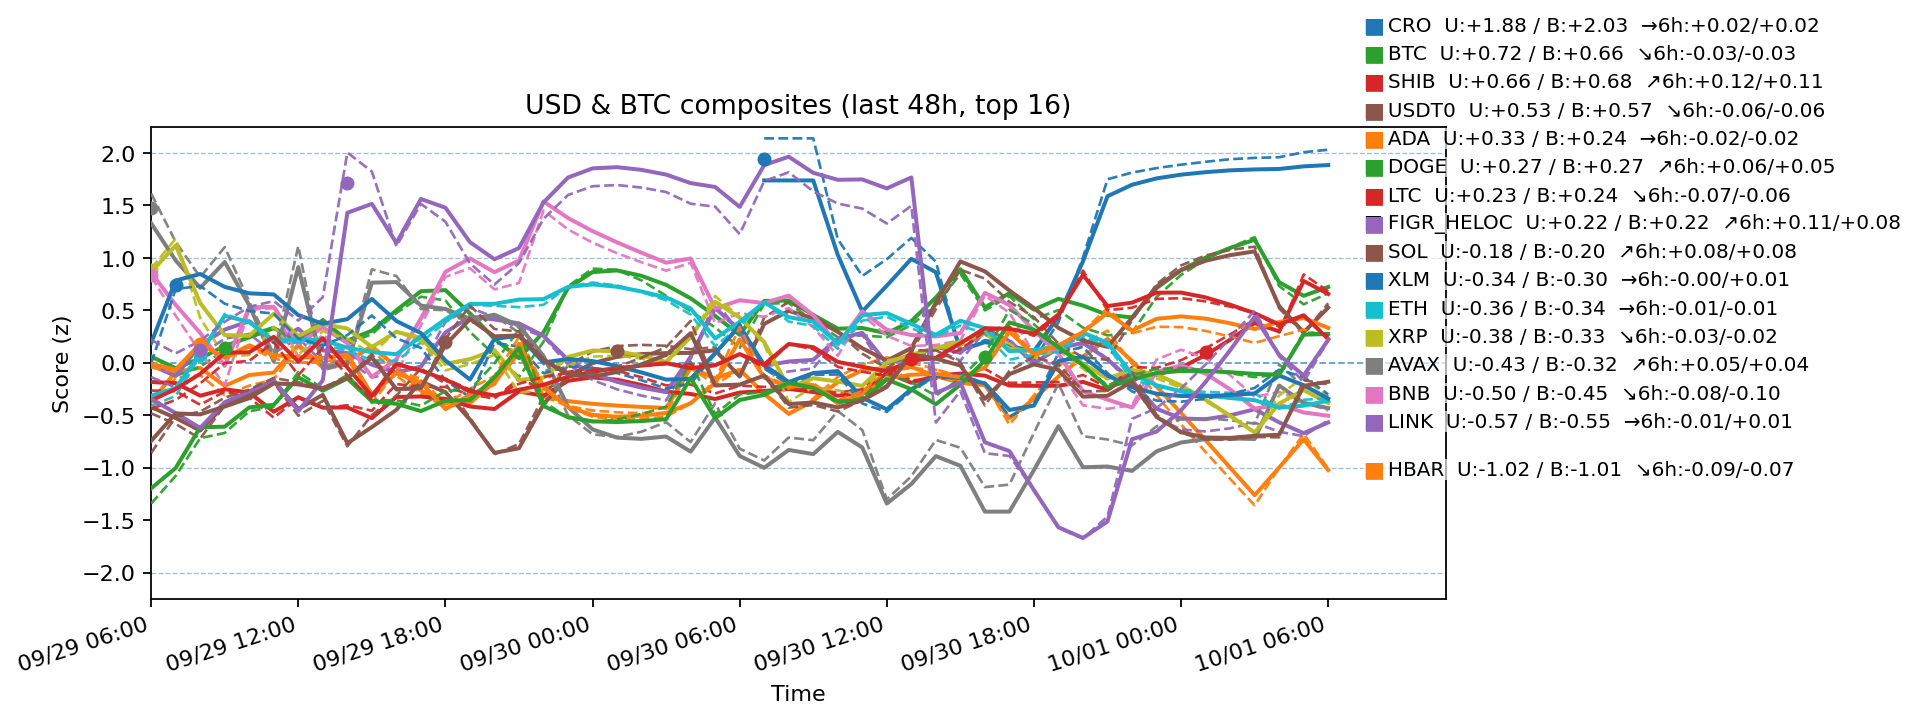 CRO  U:+1.88 / B:+2.03  →6h:+0.02/+0.02
BTC  U:+0.72 / B:+0.66  ↘6h:-0.03/-0.03
SHIB  U:+0.66 / B:+0.68  ↗6h:+0.12/+0.11
USDT0  U:+0.53 / B:+0.57  ↘6h:-0.06/-0.06
ADA  U:+0.33 / B:+0.24  →6h:-0.02/-0.02
DOGE  U:+0.27 / B:+0.27  ↗6h:+0.06/+0.05
LTC  U:+0.23 / B:+0.24  ↘6h:-0.07/-0.06
FIGR_HELOC  U:+0.22 / B:+0.22  ↗6h:+0.11/+0.08
SOL  U:-0.18 / B:-0.20  ↗6h:+0.08/+0.08
XLM  U:-0.34 / B:-0.30  →6h:-0.00/+0.01
ETH  U:-0.36 / B:-0.34  →6h:-0.01/-0.01
XRP  U:-0.38 / B:-0.33  ↘6h:-0.03/-0.02
AVAX  U:-0.43 / B:-0.32  ↗6h:+0.05/+0.04
BNB  U:-0.50 / B:-0.45  ↘6h:-0.08/-0.10
LINK  U:-0.57 / B:-0.55  →6h:-0.01/+0.01
HBAR  U:-1.02 / B:-1.01  ↘6h:-0.09/-0.07
USD & BTC composites (last 48h, top 16)
Score (z)
2.0
1.5
1.0
0.5
0.0
−0.5
−1.0
−1.5
−2.0
09/29 06:00
09/29 12:00
09/29 18:00
09/30 00:00
09/30 06:00
09/30 12:00
09/30 18:00
10/01 00:00
10/01 06:00
Time